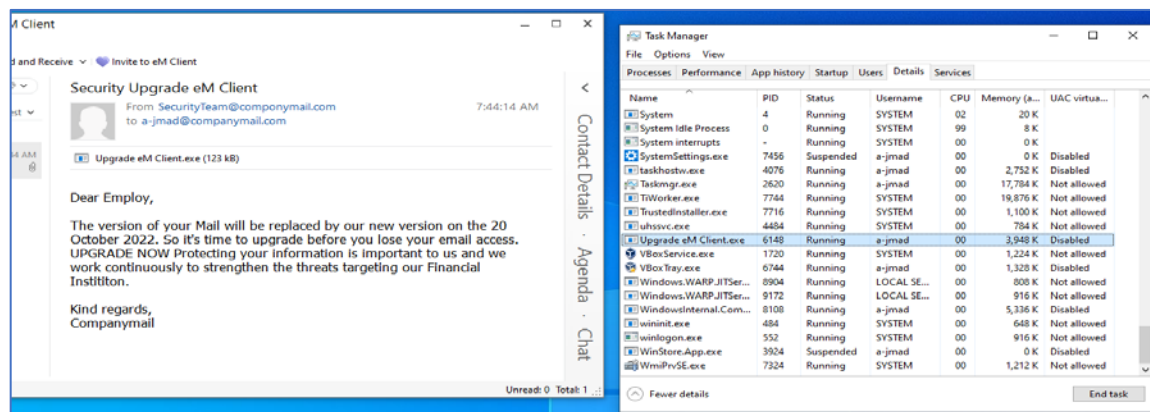 M Client
d and Receive Invite to eM Client
Security Upgrade eM Client
From SecurityTeam@componymail.com
to a-jmad@companymail.com
Upgrade eM Client.exe (123 kB)
Dear Employ,
The version of your Mail will be replaced by our new version on the 20
October 2022. So it's time to upgrade before you lose your email access.
UPGRADE NOW Protecting your information is important to us and we
work continuously to strengthen the threats targeting our Financial
Instititon.
Kind regards,
Companymail
7:44:14 AM
AM
Contact Details · Agenda · Chat
Unread: 0 Total: 1
Task Manager
File Options View
Processes Performance App history Startup Users Details Services
Name PID Status Username CPU Memory (a... UAC virtua...
System 4 Running SYSTEM 02 20 K
System Idle Process 0 Running SYSTEM 99 8 K
System interrupts - Running SYSTEM 00 0 K
SystemSettings.exe 7456 Suspended a-jmad 00 0 K Disabled
taskhostw.exe 4076 Running a-jmad 00 2,752 K Disabled
Taskmgr.exe 2620 Running a-jmad 00 17,784 K Not allowed
TiWorker.exe 7744 Running SYSTEM 00 19,876 K Not allowed
TrustedInstaller.exe 7716 Running SYSTEM 00 1,100 K Not allowed
uhssvc.exe 4484 Running SYSTEM 00 784 K Not allowed
Upgrade eM Client.exe 6148 Running a-jmad 00 3,948 K Disabled
VBoxService.exe 1720 Running SYSTEM 00 1,224 K Not allowed
VBoxTray.exe 6744 Running a-jmad 00 1,328 K Disabled
Windows.WARP.JITSer... 8904 Running LOCAL SE... 00 808 K Not allowed
Windows.WARP.JITSer... 9172 Running LOCAL SE... 00 916 K Not allowed
WindowsInternal.Com... 8108 Running a-jmad 00 5,336 K Disabled
wininit.exe 484 Running SYSTEM 00 648 K Not allowed
winlogon.exe 552 Running SYSTEM 00 916 K Not allowed
WinStore.App.exe 3924 Suspended a-jmad 00 0 K Disabled
WmiPrvSE.exe 7324 Running SYSTEM 00 1,212 K Not allowed
Fewer details
End task